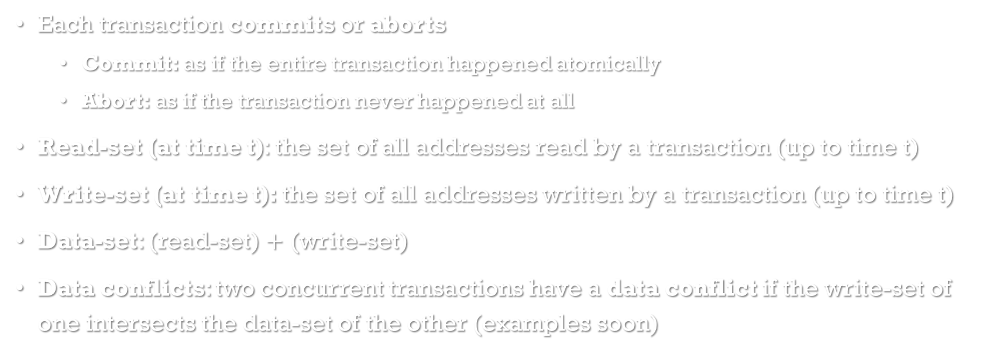 • Each transaction commits or aborts
• Commit: as if the entire transaction happened atomically
• Abort: as if the transaction never happened at all
• Read-set (at time t): the set of all addresses read by a transaction (up to time t)
• Write-set (at time t): the set of all addresses written by a transaction (up to time t)
• Data-set: (read-set) + (write-set)
• Data conflicts: two concurrent transactions have a data conflict if the write-set of
one intersects the data-set of the other (examples soon)